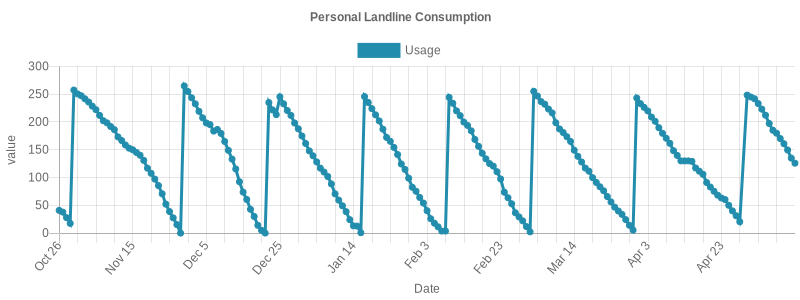 Personal Landline Consumption
Usage
300
250
200
150
100
50
0
value
Oct 26
Nov 15
Dec 5
Dec 25
Jan 14
Feb 3
Feb 23
Mar 14
Apr 3
Apr 23
Date